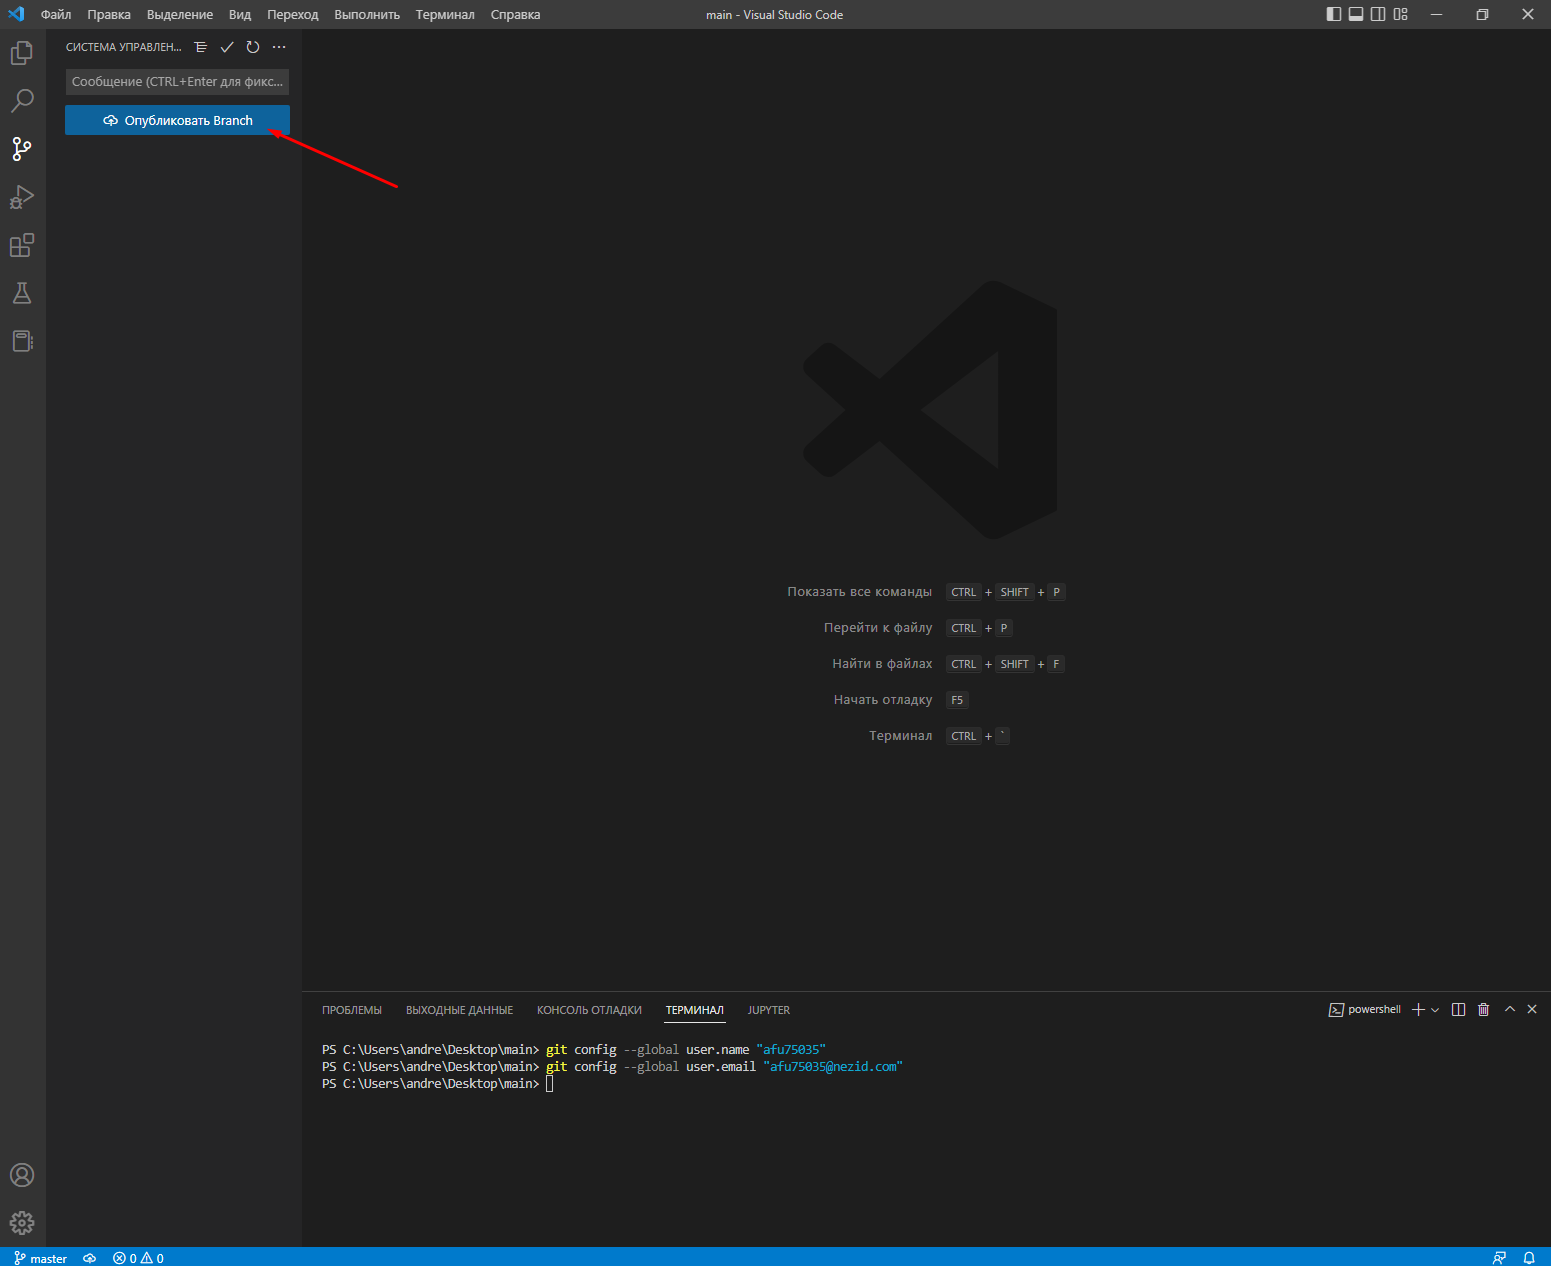 Файл Правка Выделение Вид Переход Выполнить Терминал Справка
main - Visual Studio Code
СИСТЕМА УПРАВЛЕН...
Сообщение (CTRL+Enter для фикс...
Опубликовать Branch
Показать все команды CTRL + SHIFT + P
Перейти к файлу CTRL + P
Найти в файлах CTRL + SHIFT + F
Начать отладку F5
Терминал CTRL + `
ПРОБЛЕМЫ ВЫХОДНЫЕ ДАННЫЕ КОНСОЛЬ ОТЛАДКИ ТЕРМИНАЛ JUPYTER
powershell
PS C:\Users\andre\Desktop\main> git config --global user.name "afu75035"
PS C:\Users\andre\Desktop\main> git config --global user.email "afu75035@nezid.com"
PS C:\Users\andre\Desktop\main>
master 0 0